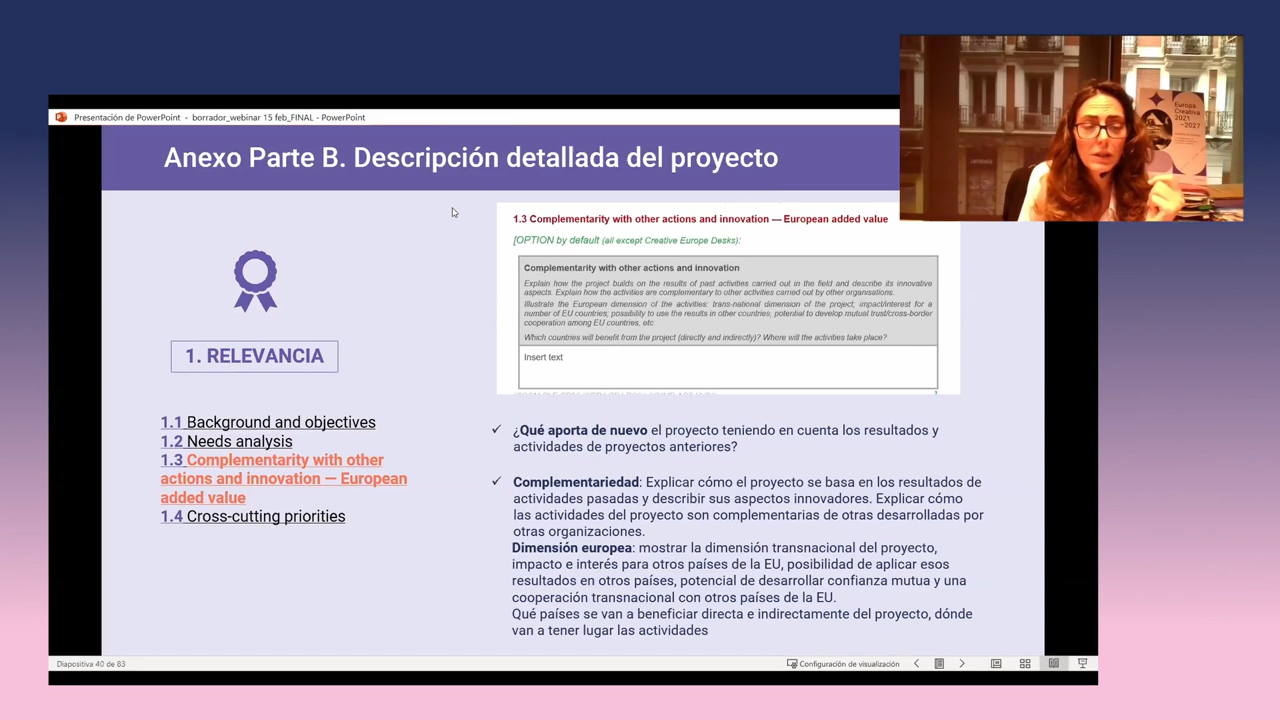 Presentación de PowerPoint - borrador_webinar 15 feb_FINAL - PowerPoint
Europa
Creativa
2021
-2027
Anexo Parte B. Descripción detallada del proyecto
1. RELEVANCIA
1.1 Background and objectives
1.2 Needs analysis
1.3 Complementarity with other
actions and innovation — European
added value
1.4 Cross-cutting priorities
1.3 Complementarity with other actions and innovation — European added value
[OPTION by default (all except Creative Europe Desks):
Complementarity with other actions and innovation
Explain how the project builds on the results of past activities carried out in the field and describe its innovative
aspects. Explain how the activities are complementary to other activities carried out by other organisations.
Illustrate the European dimension of the activities: trans-national dimension of the project; impact/interest for a
number of EU countries; possibility to use the results in other countries, potential to develop mutual trust/cross-border
cooperation among EU countries, etc
Which countries will benefit from the project (directly and indirectly)? Where will the activities take place?
Insert text
✓ ¿Qué aporta de nuevo el proyecto teniendo en cuenta los resultados y
actividades de proyectos anteriores?
✓ Complementariedad: Explicar cómo el proyecto se basa en los resultados de
actividades pasadas y describir sus aspectos innovadores. Explicar cómo
las actividades del proyecto son complementarias de otras desarrolladas por
otras organizaciones.
Dimensión europea: mostrar la dimensión transnacional del proyecto,
impacto e interés para otros países de la EU, posibilidad de aplicar esos
resultados en otros países, potencial de desarrollar confianza mutua y una
cooperación transnacional con otros países de la EU.
Qué países se van a beneficiar directa e indirectamente del proyecto, dónde
van a tener lugar las actividades
Diapositiva 40 de 83
Configuración de visualización